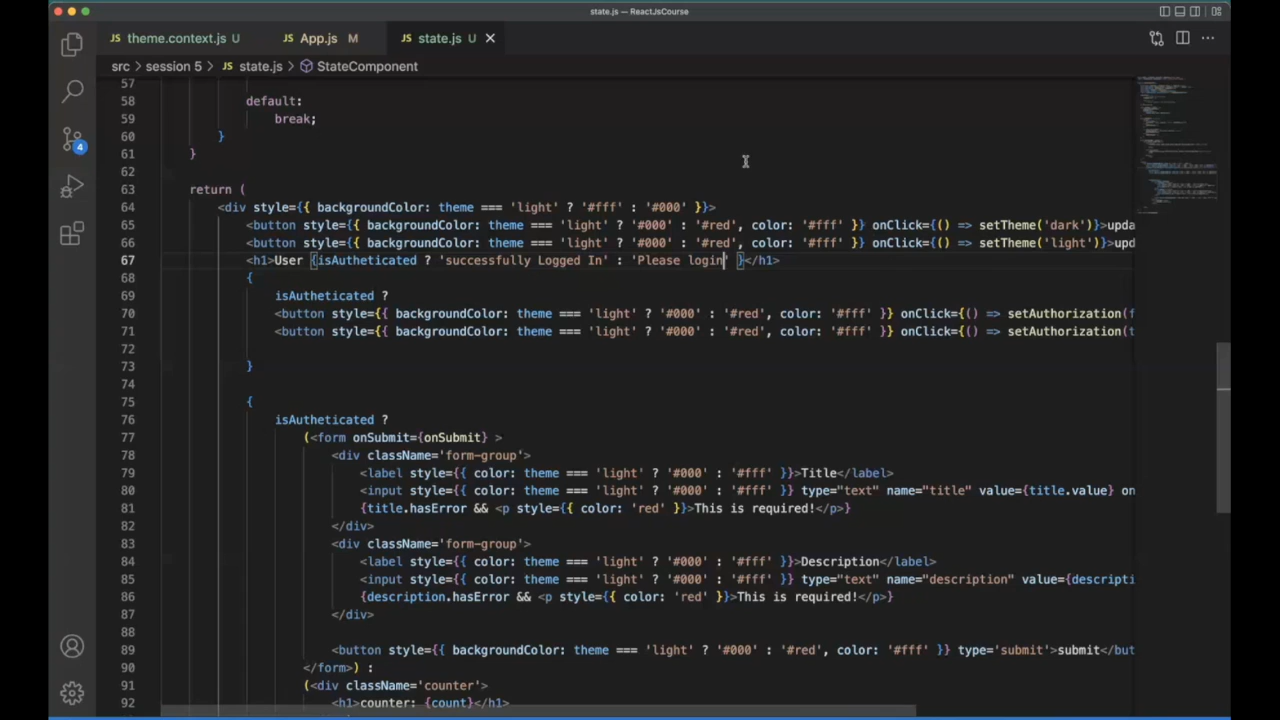 state.js — ReactJsCourse
JS theme.context.js U JS App.js M JS state.js U
src > session 5 > JS state.js > StateComponent
57
58 default:
59 break;
60 }
61 }
62
63 return (
64 <div style={{ backgroundColor: theme === 'light' ? '#fff' : '#000' }}>
65 <button style={{ backgroundColor: theme === 'light' ? '#000' : '#red', color: '#fff' }} onClick={() => setTheme('dark')}>upda
66 <button style={{ backgroundColor: theme === 'light' ? '#000' : '#red', color: '#fff' }} onClick={() => setTheme('light')}>upd
67 <h1>User {isAutheticated ? 'successfully Logged In' : 'Please login' }</h1>
68 {
69 isAutheticated ?
70 <button style={{ backgroundColor: theme === 'light' ? '#000' : '#red', color: '#fff' }} onClick={() => setAuthorization(f
71 <button style={{ backgroundColor: theme === 'light' ? '#000' : '#red', color: '#fff' }} onClick={() => setAuthorization(t
72
73 }
74
75 {
76 isAutheticated ?
77 (<form onSubmit={onSubmit} >
78 <div className='form-group'>
79 <label style={{ color: theme === 'light' ? '#000' : '#fff' }}>Title</label>
80 <input style={{ color: theme === 'light' ? '#000' : '#fff' }} type="text" name="title" value={title.value} on
81 {title.hasError && <p style={{ color: 'red' }}>This is required!</p>}
82 </div>
83 <div className='form-group'>
84 <label style={{ color: theme === 'light' ? '#000' : '#fff' }}>Description</label>
85 <input style={{ color: theme === 'light' ? '#000' : '#fff' }} type="text" name="description" value={descripti
86 {description.hasError && <p style={{ color: 'red' }}>This is required!</p>}
87 </div>
88
89 <button style={{ backgroundColor: theme === 'light' ? '#000' : '#red', color: '#fff' }} type='submit'>submit</but
90 </form>) :
91 (<div className='counter'>
92 <h1>counter: {count}</h1>
4